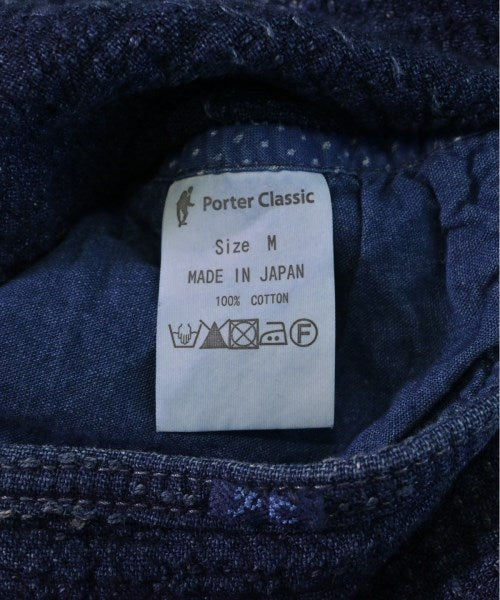 Porter Classic
Size M
MADE IN JAPAN
100% COTTON
F